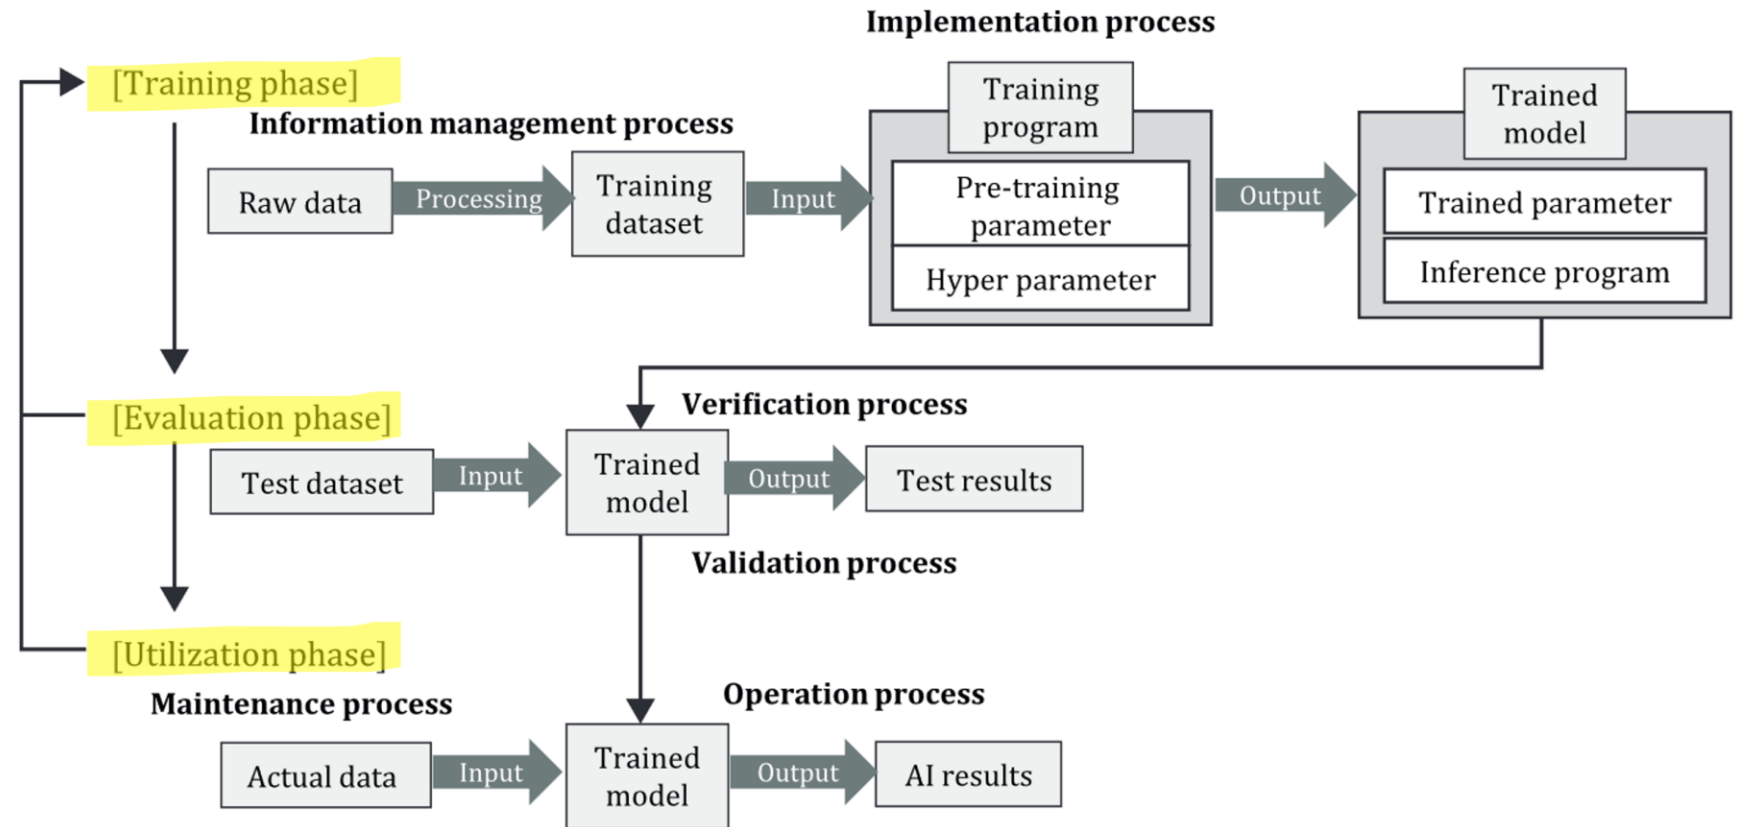 Implementation process
[Training phase]
Information management process
Raw data
Processing
Training
dataset
Input
Training
program
Pre-training
parameter
Hyper parameter
Output
Trained
model
Trained parameter
Inference program
[Evaluation phase]
Verification process
Test dataset
Input
Trained
model
Output
Test results
Validation process
[Utilization phase]
Maintenance process
Operation process
Actual data
Input
Trained
model
Output
AI results